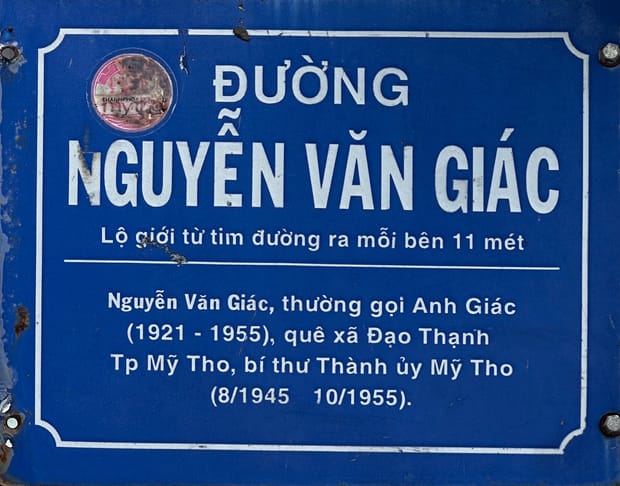 ĐƯỜNG
NGUYỄN VĂN GIÁC
Lộ giới từ tim đường ra mỗi bên 11 mét
Nguyễn Văn Giác, thường gọi Anh Giác
(1921 - 1955), quê xã Đạo Thạnh
Tp Mỹ Tho, bí thư Thành ủy Mỹ Tho
(8/1945 10/1955).